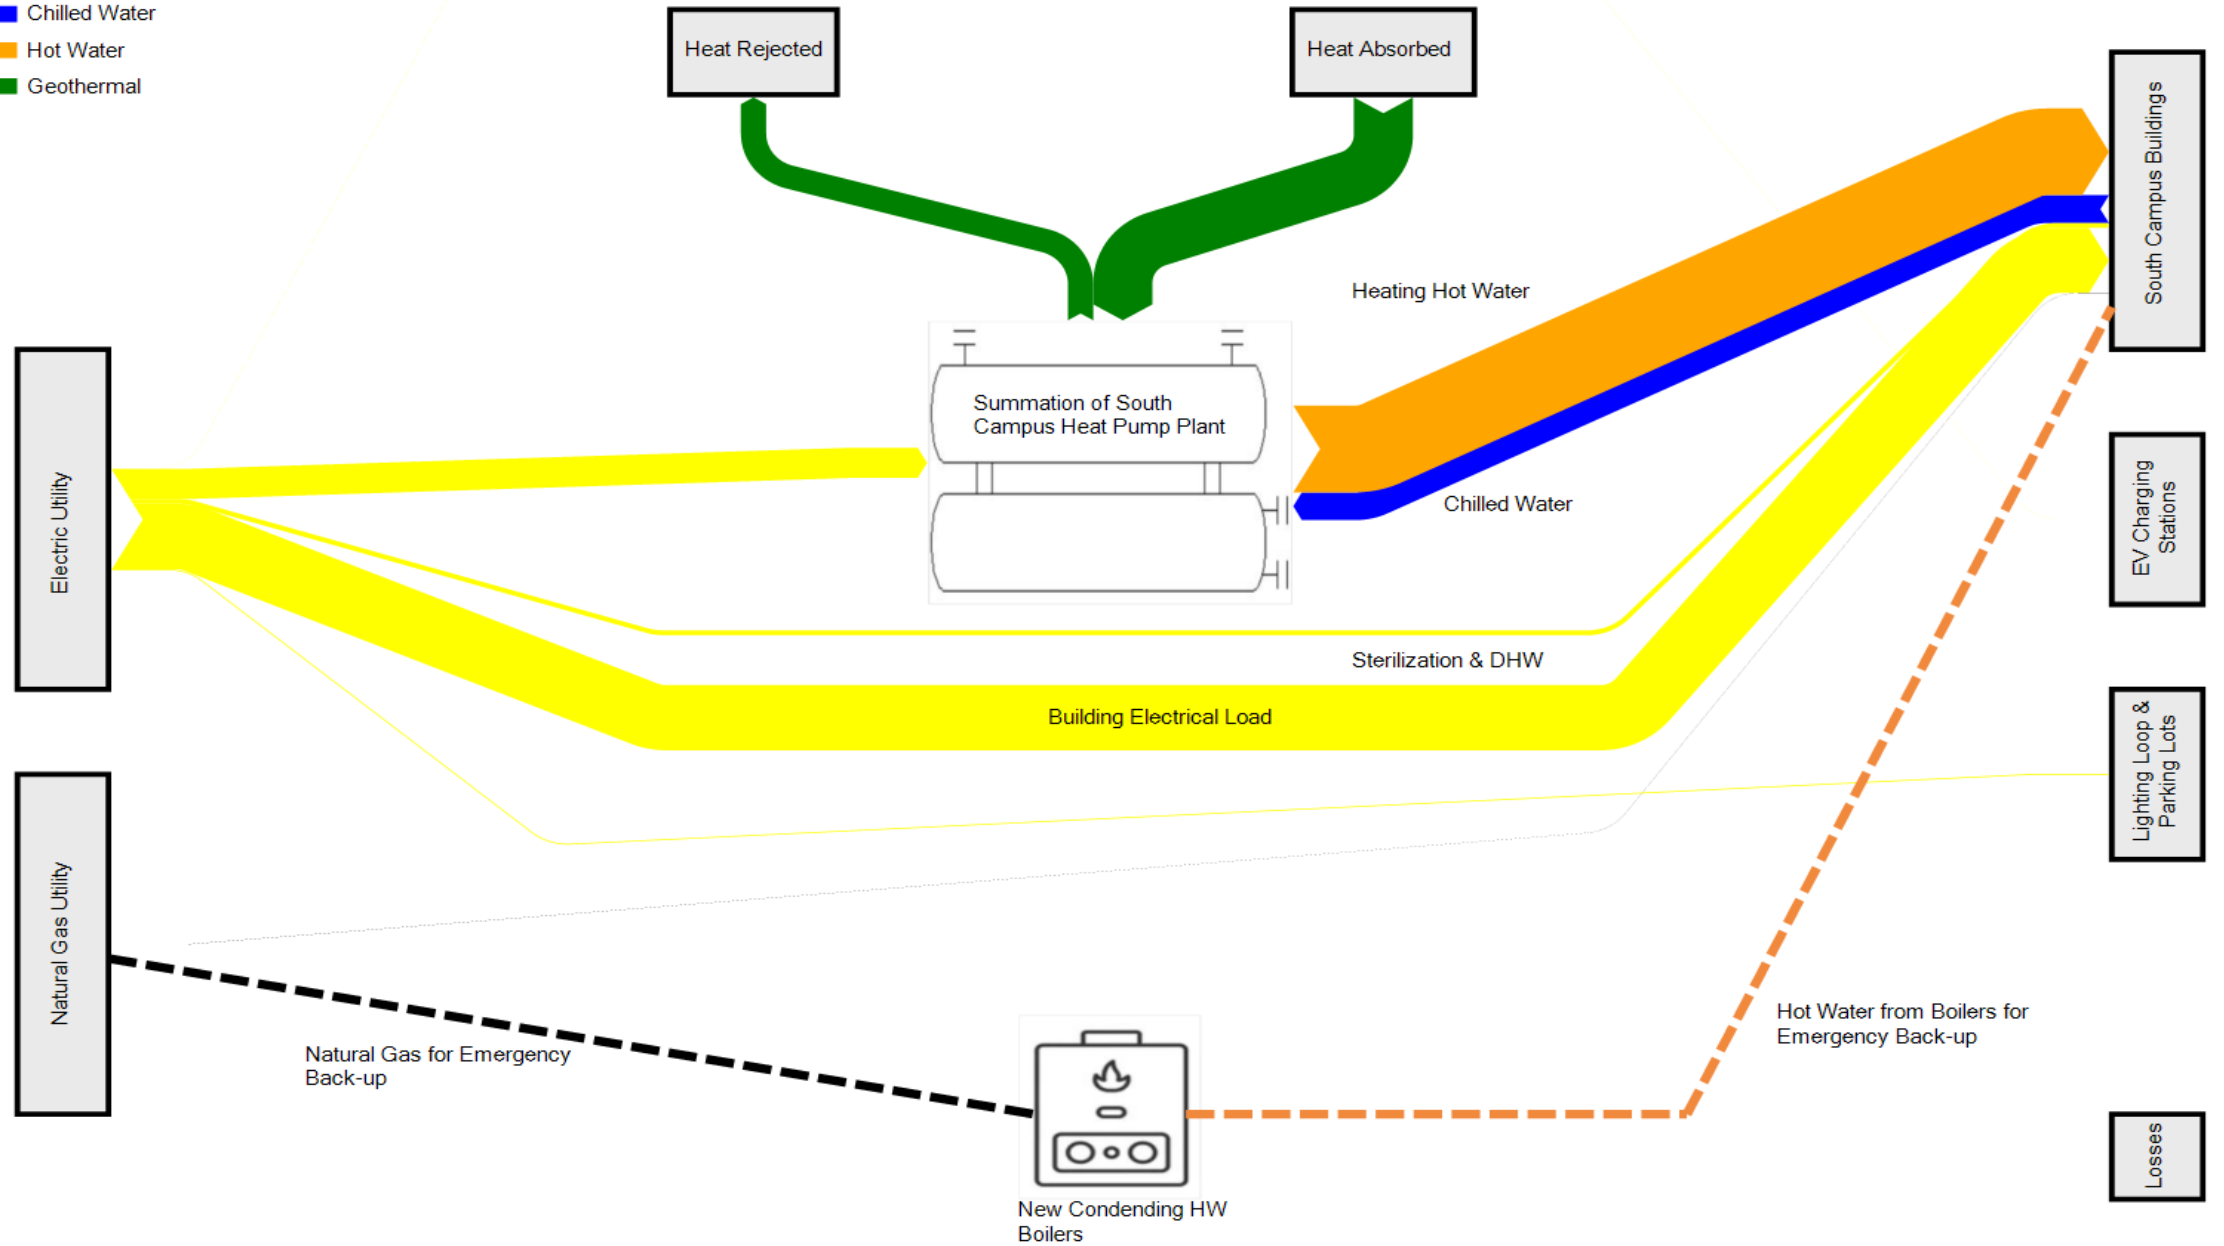 Chilled Water
Hot Water
Geothermal
Heat Rejected
Heat Absorbed
South Campus Buildings
Heating Hot Water
Summation of South
Campus Heat Pump Plant
Electric Utility
Chilled Water
EV Charging
Stations
Sterilization & DHW
Building Electrical Load
Lighting Loop &
Parking Lots
Natural Gas Utility
Natural Gas for Emergency
Back-up
Hot Water from Boilers for
Emergency Back-up
New Condending HW
Boilers
Losses